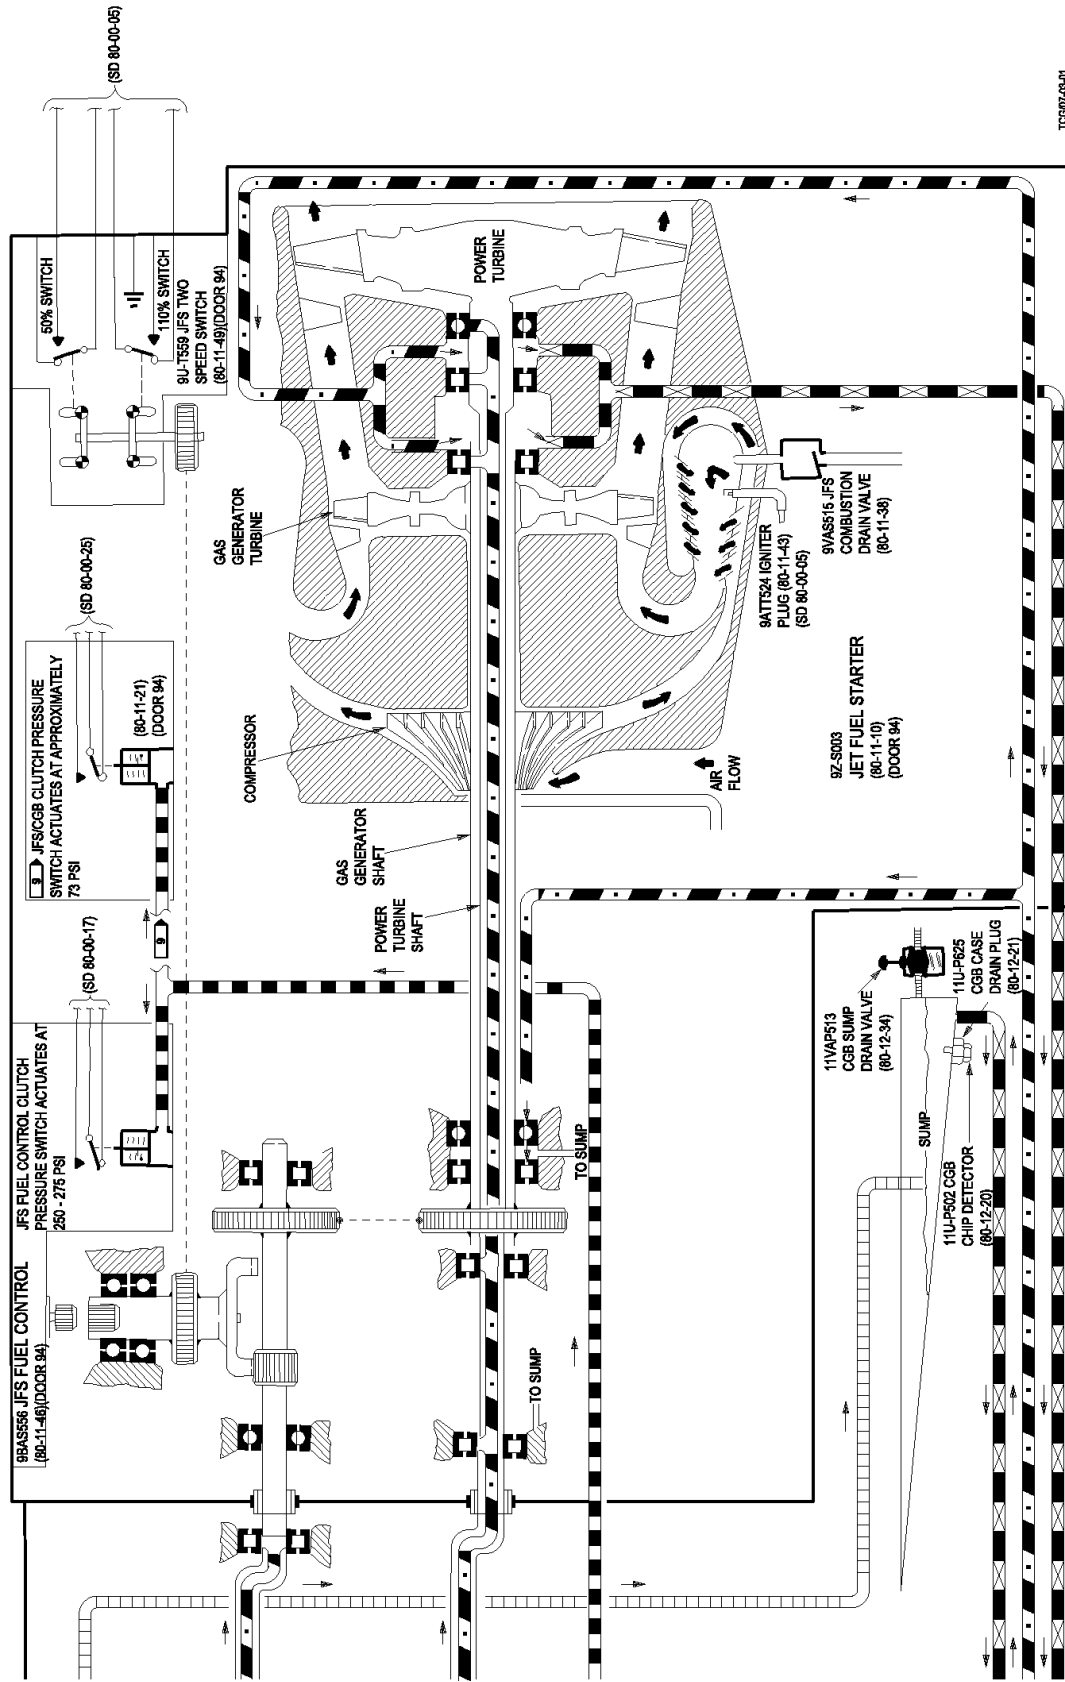 (SD 80-00-05)
50% SWITCH
110% SWITCH
9U-T559 JFS TWO
SPEED SWITCH
(80-11-49)(DOOR 94)
(SD 80-00-25)
9 JFS/CGB CLUTCH PRESSURE
SWITCH ACTUATES AT APPROXIMATELY
73 PSI
(80-11-21)
(DOOR 94)
9
(SD 80-00-17)
JFS FUEL CONTROL CLUTCH
PRESSURE SWITCH ACTUATES AT
250 - 275 PSI
9BAS556 JFS FUEL CONTROL
(80-11-46)(DOOR 94)
POWER
TURBINE
GAS
GENERATOR
TURBINE
COMPRESSOR
GAS
GENERATOR
SHAFT
POWER
TURBINE
SHAFT
AIR
FLOW
9ATT524 IGNITER
PLUG (80-11-43)
(SD 80-00-05)
9VAS515 JFS
COMBUSTION
DRAIN VALVE
(80-11-38)
9Z-S003
JET FUEL STARTER
(80-11-10)
(DOOR 94)
TO SUMP
TO SUMP
11VAP513
CGB SUMP
DRAIN VALVE
(80-12-34)
11U-P625
CGB CASE
DRAIN PLUG
(80-12-21)
SUMP
11U-P502 CGB
CHIP DETECTOR
(80-12-20)